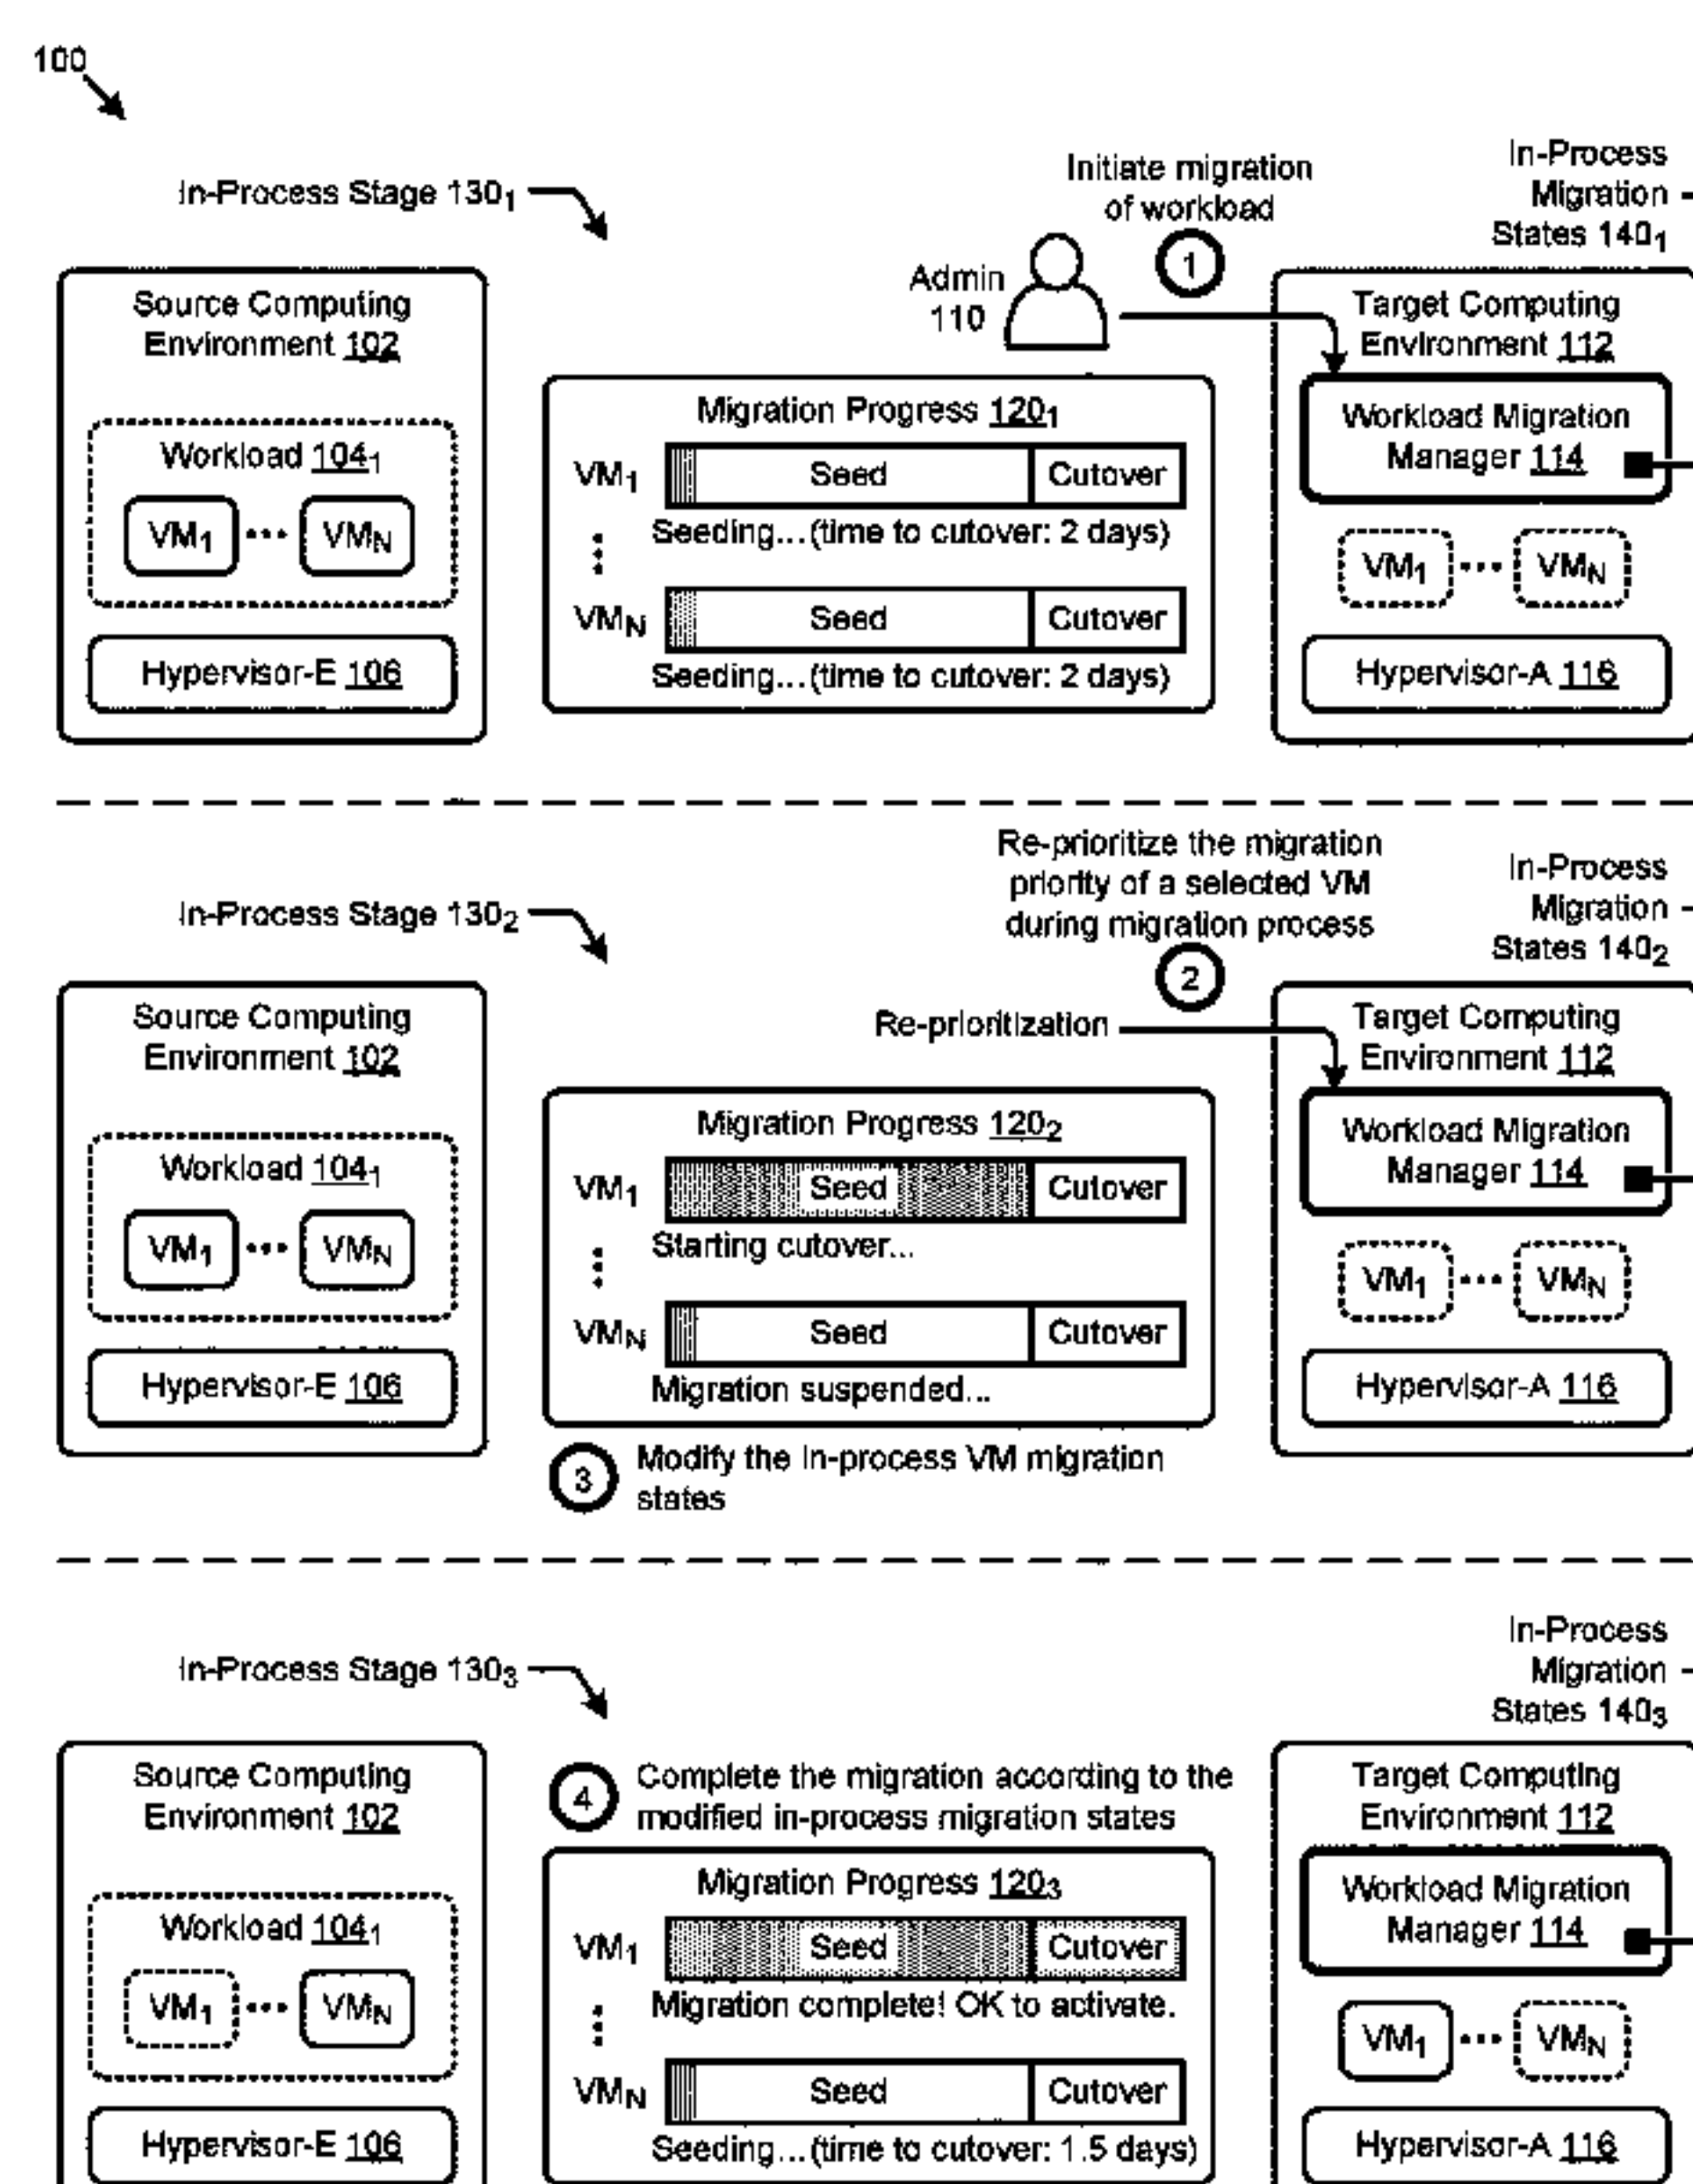 100
In-Process Stage 130₁
Initiate migration
of workload
1
Admin
110
In-Process
Migration
States 140₁
Source Computing
Environment 102
Workload 104₁
VM₁ ... VM_N
Hypervisor-E 106
Migration Progress 120₁
VM₁ Seed Cutover
Seeding...(time to cutover: 2 days)
VM_N Seed Cutover
Seeding...(time to cutover: 2 days)
Target Computing
Environment 112
Workload Migration
Manager 114
VM₁ ... VM_N
Hypervisor-A 116
In-Process Stage 130₂
Re-prioritize the migration
priority of a selected VM
during migration process
2
Re-prioritization
In-Process
Migration
States 140₂
Source Computing
Environment 102
Workload 104₁
VM₁ ... VM_N
Hypervisor-E 106
Migration Progress 120₂
VM₁ Seed Cutover
Starting cutover...
VM_N Seed Cutover
Migration suspended...
3 Modify the In-process VM migration
states
Target Computing
Environment 112
Workload Migration
Manager 114
VM₁ ... VM_N
Hypervisor-A 116
In-Process Stage 130₃
In-Process
Migration
States 140₃
Source Computing
Environment 102
Workload 104₁
VM₁ ... VM_N
Hypervisor-E 106
4 Complete the migration according to the
modified in-process migration states
Migration Progress 120₃
VM₁ Seed Cutover
Migration complete! OK to activate.
VM_N Seed Cutover
Seeding...(time to cutover: 1.5 days)
Target Computing
Environment 112
Workload Migration
Manager 114
VM₁ ... VM_N
Hypervisor-A 116